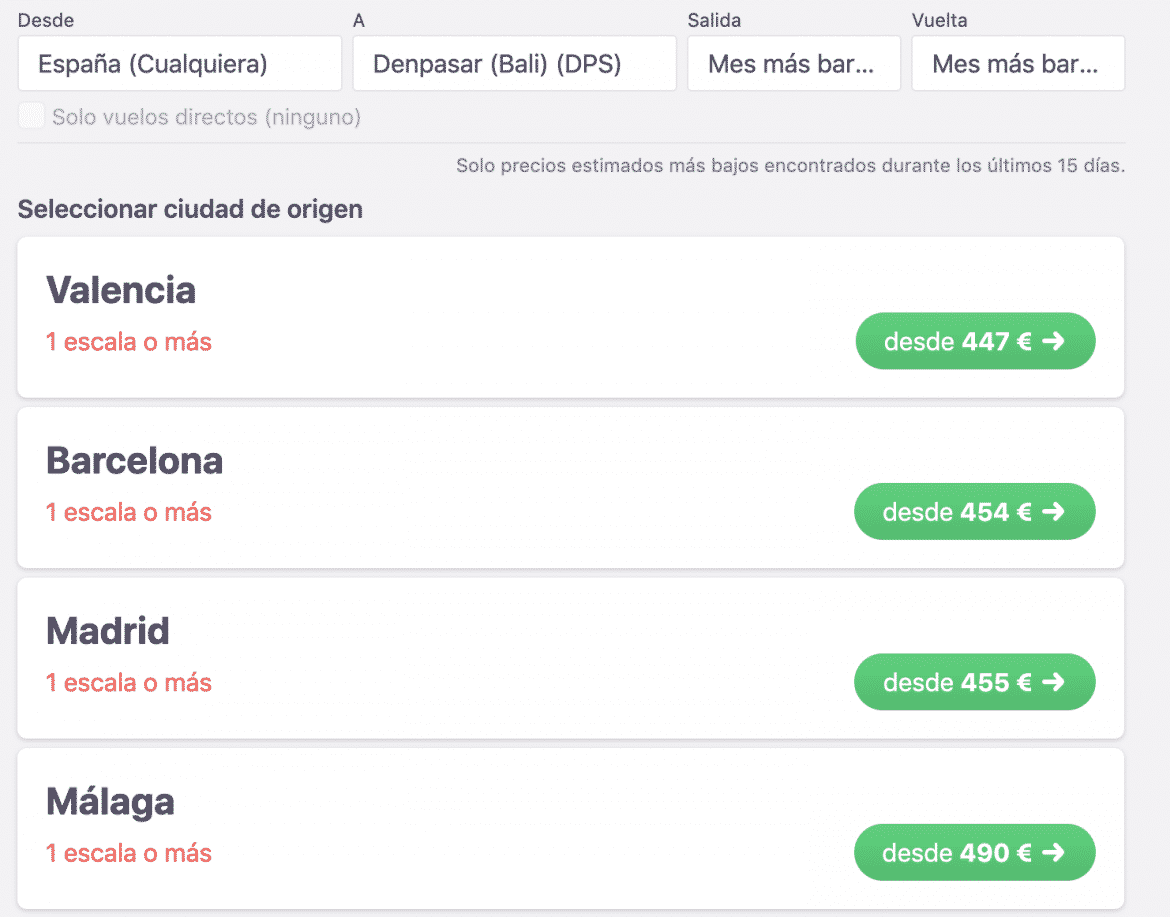 Desde A Salida Vuelta
España (Cualquiera) Denpasar (Bali) (DPS) Mes más bar... Mes más bar...
Solo vuelos directos (ninguno)
Solo precios estimados más bajos encontrados durante los últimos 15 días.
Seleccionar ciudad de origen
Valencia
1 escala o más
desde 447 € →
Barcelona
1 escala o más
desde 454 € →
Madrid
1 escala o más
desde 455 € →
Málaga
1 escala o más
desde 490 € →